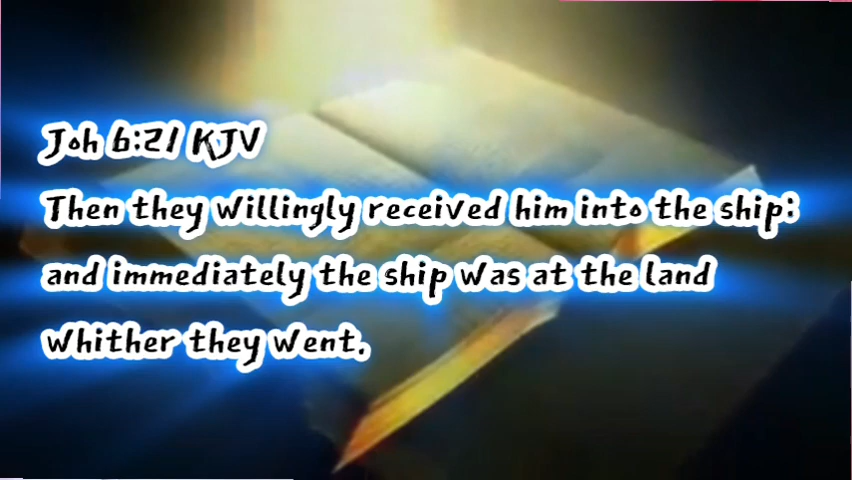 Joh 6:21 KJV
Then they willingly received him into the ship:
and immediately the ship was at the land
whither they went.